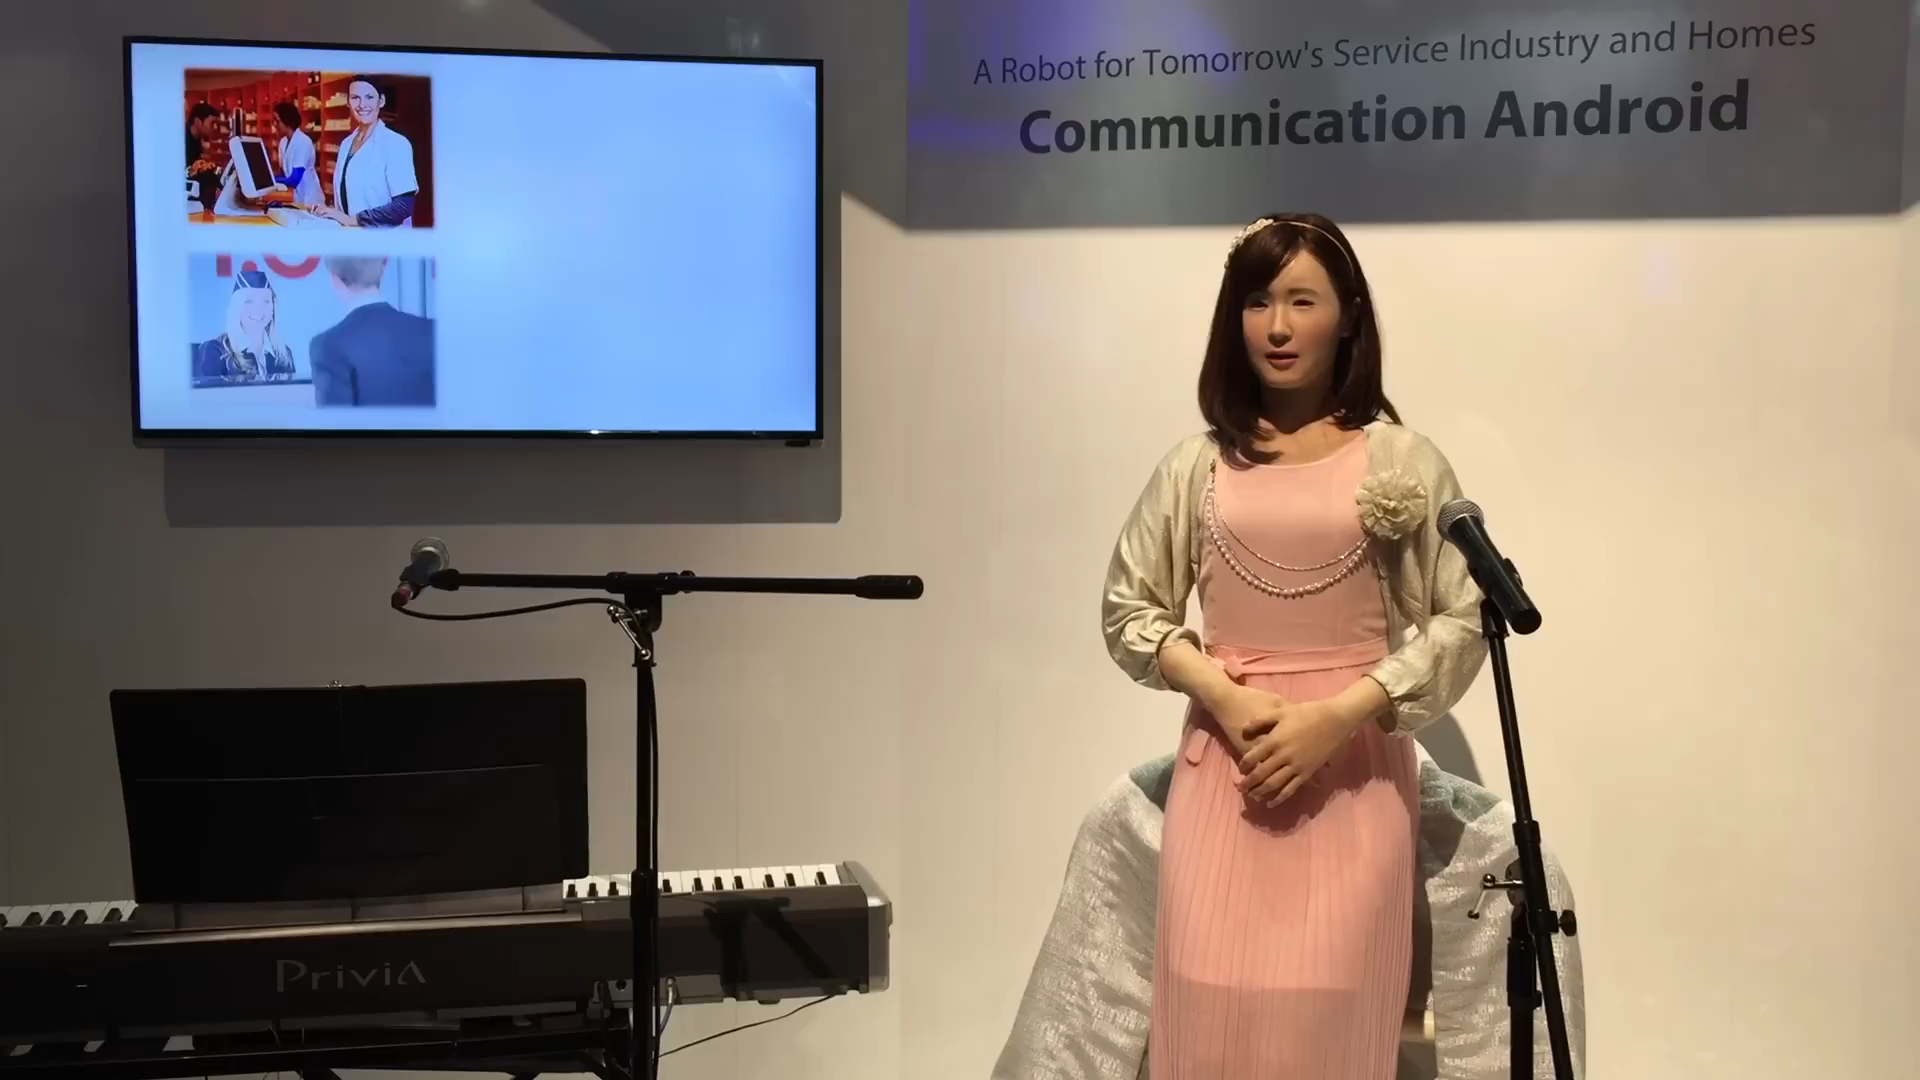 A Robot for Tomorrow's Service Industry and Homes
Communication Android
PriviA